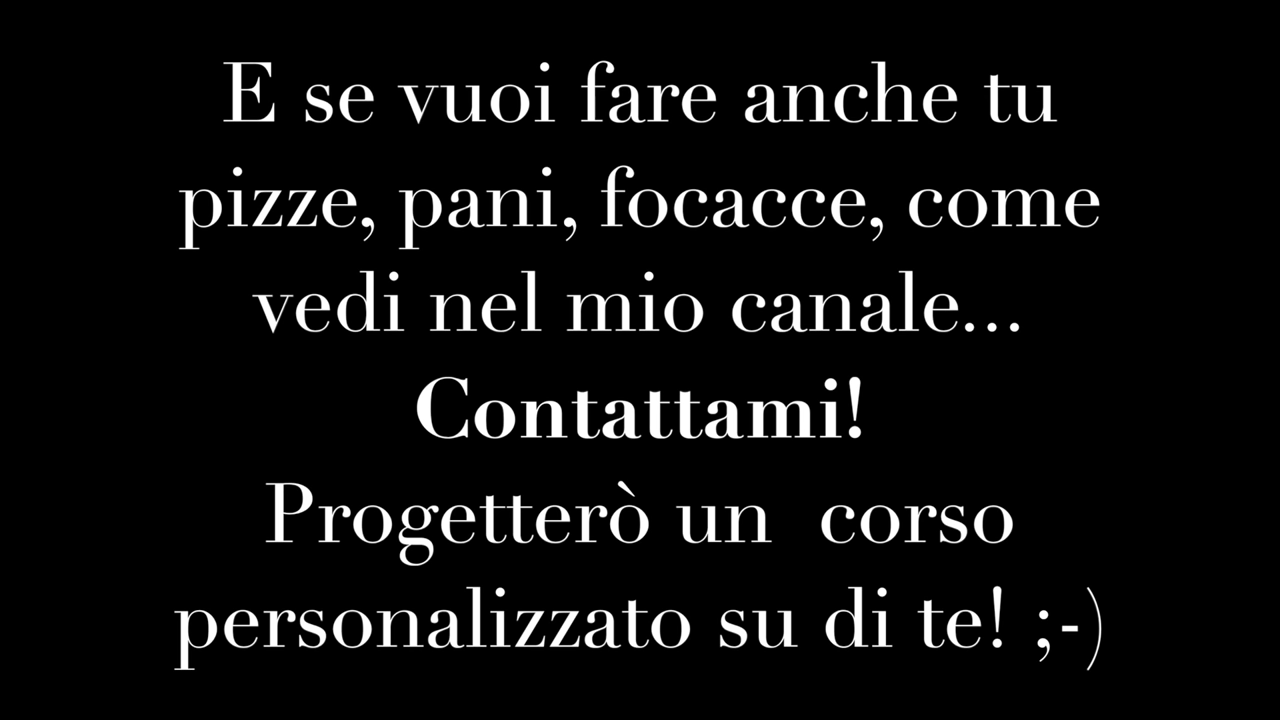 E se vuoi fare anche tu
pizze, pani, focacce, come
vedi nel mio canale...
Contattami!
Progetterò un  corso
personalizzato su di te! ;-)